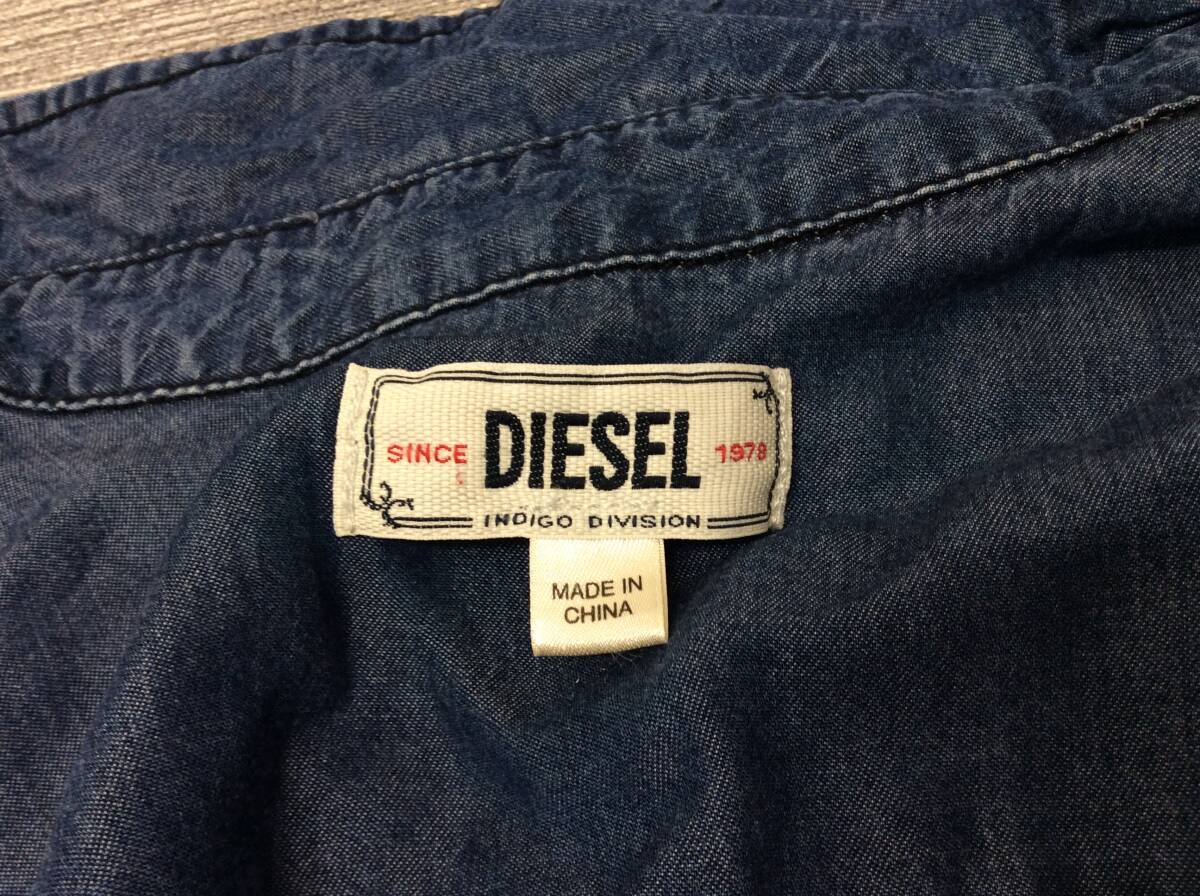 SINCE DIESEL 1978
INDIGO DIVISION
MADE IN
CHINA